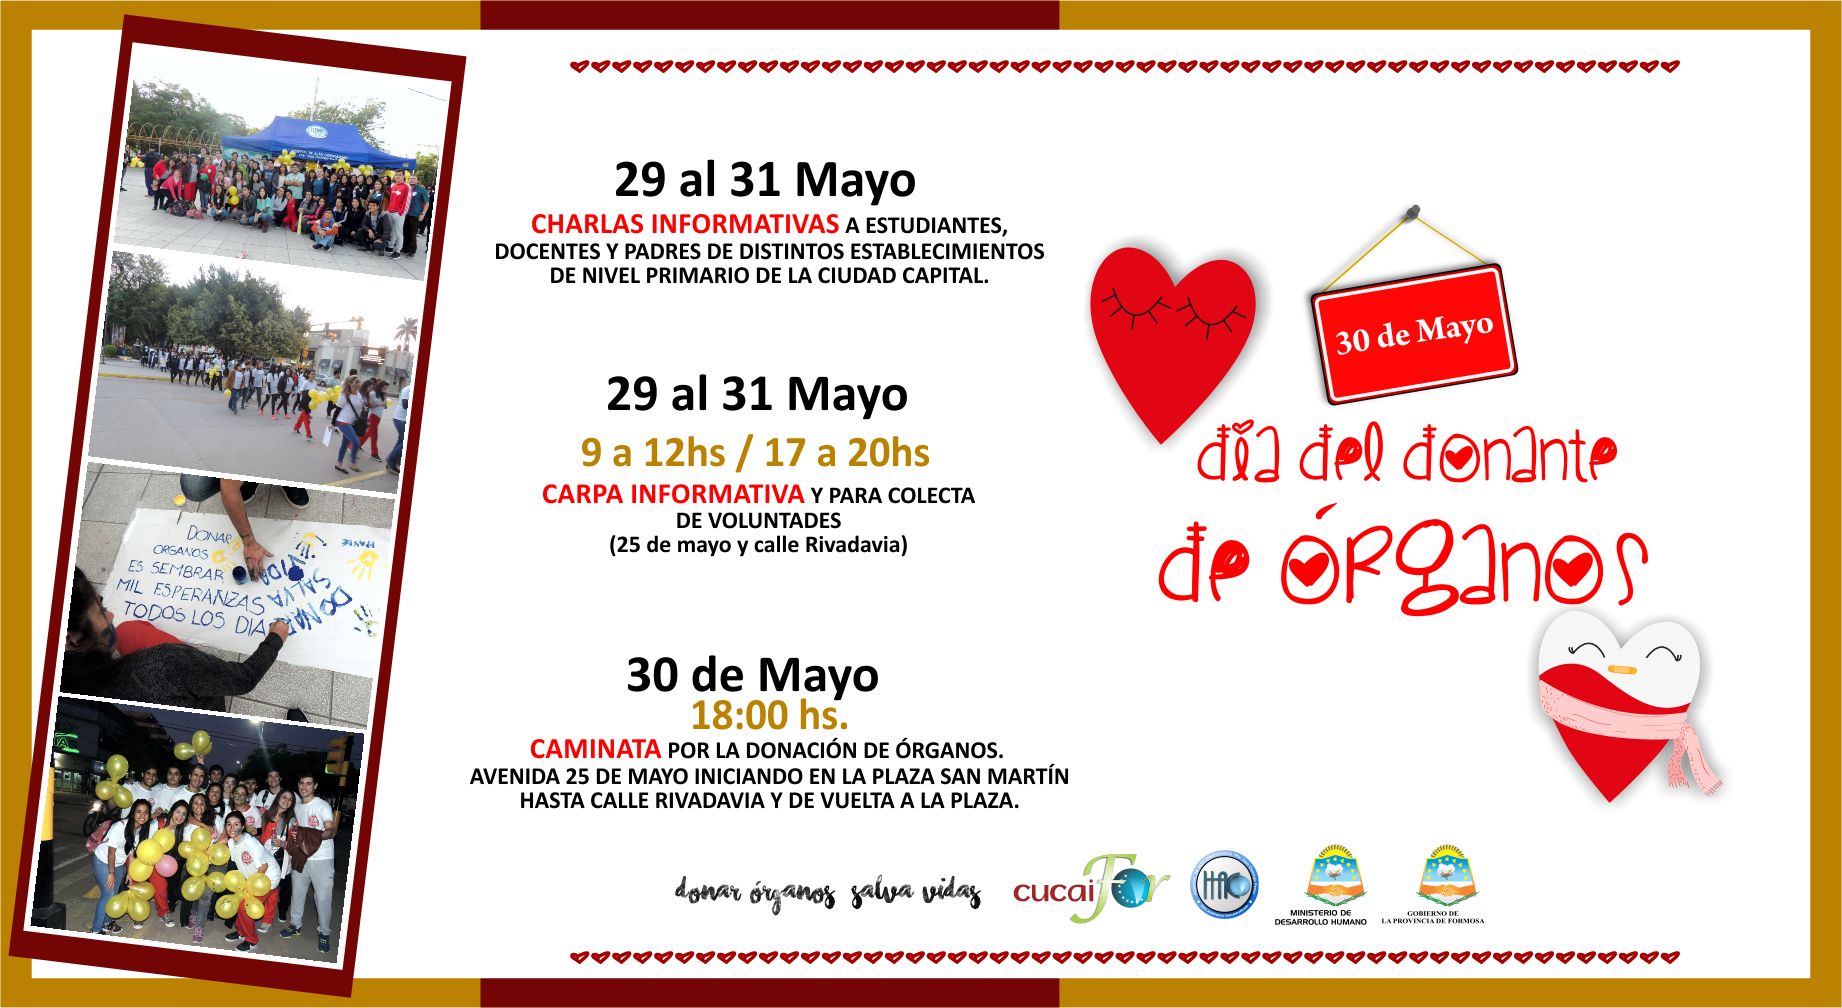 29 al 31 Mayo
CHARLAS INFORMATIVAS A ESTUDIANTES,
DOCENTES Y PADRES DE DISTINTOS ESTABLECIMIENTOS
DE NIVEL PRIMARIO DE LA CIUDAD CAPITAL.
29 al 31 Mayo
9 a 12hs / 17 a 20hs
CARPA INFORMATIVA Y PARA COLECTA
DE VOLUNTADES
(25 de mayo y calle Rivadavia)
30 de Mayo
18:00 hs.
CAMINATA POR LA DONACIÓN DE ÓRGANOS.
AVENIDA 25 DE MAYO INICIANDO EN LA PLAZA SAN MARTÍN
HASTA CALLE RIVADAVIA Y DE VUELTA A LA PLAZA.
30 de Mayo
día del donante
de órganos
DONAR
ORGANOS
ES SEMBRAR
MIL ESPERANZAS
TODOS LOS DIAS
DONAR
SALVA
VIDA
donar órganos salva vidas
cucaiFor
HAC
MINISTERIO DE
DESARROLLO HUMANO
GOBIERNO DE
LA PROVINCIA DE FORMOSA